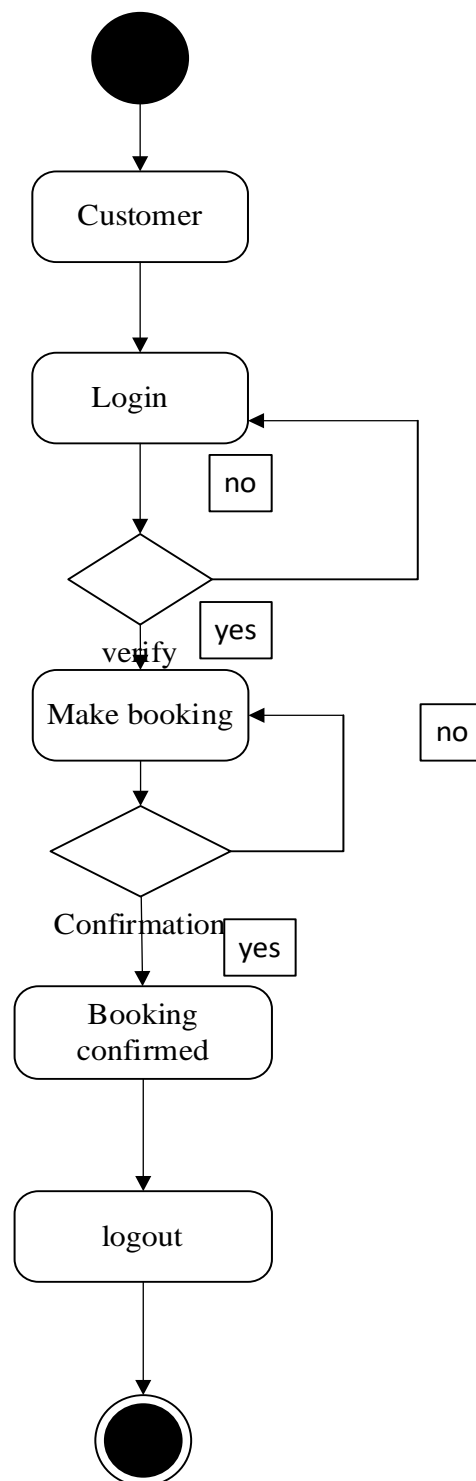 Customer
Login
no
yes
verify
Make booking
no
Confirmation
yes
Booking
confirmed
logout